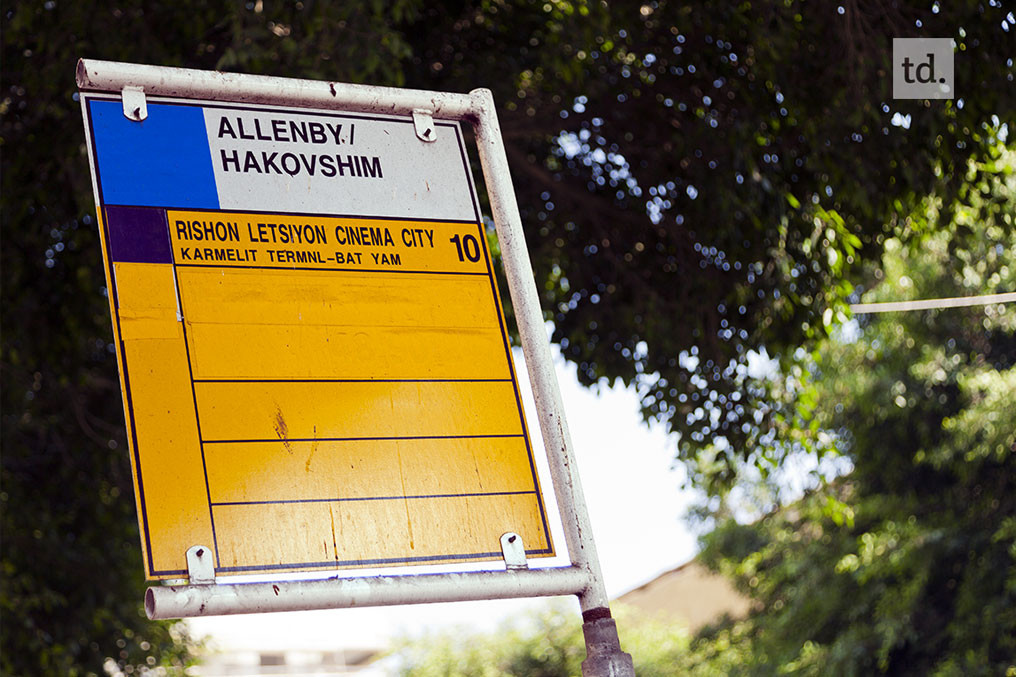 td.
ALLENBY/
HAKOVSHIM
RISHON LETSIYON CINEMA CITY 10
KARMELIT TERMNL-BAT YAM